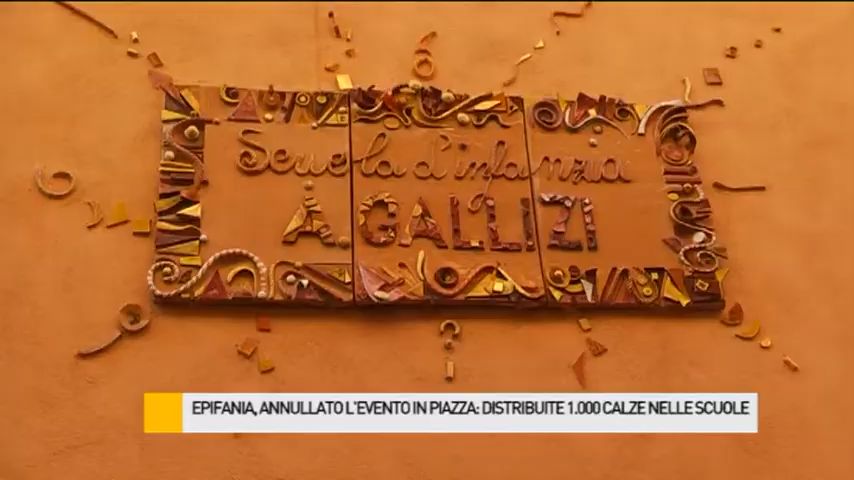 Scuola d'infanzia
A. GALLIZI
EPIFANIA, ANNULLATO L'EVENTO IN PIAZZA: DISTRIBUITE 1.000 CALZE NELLE SCUOLE